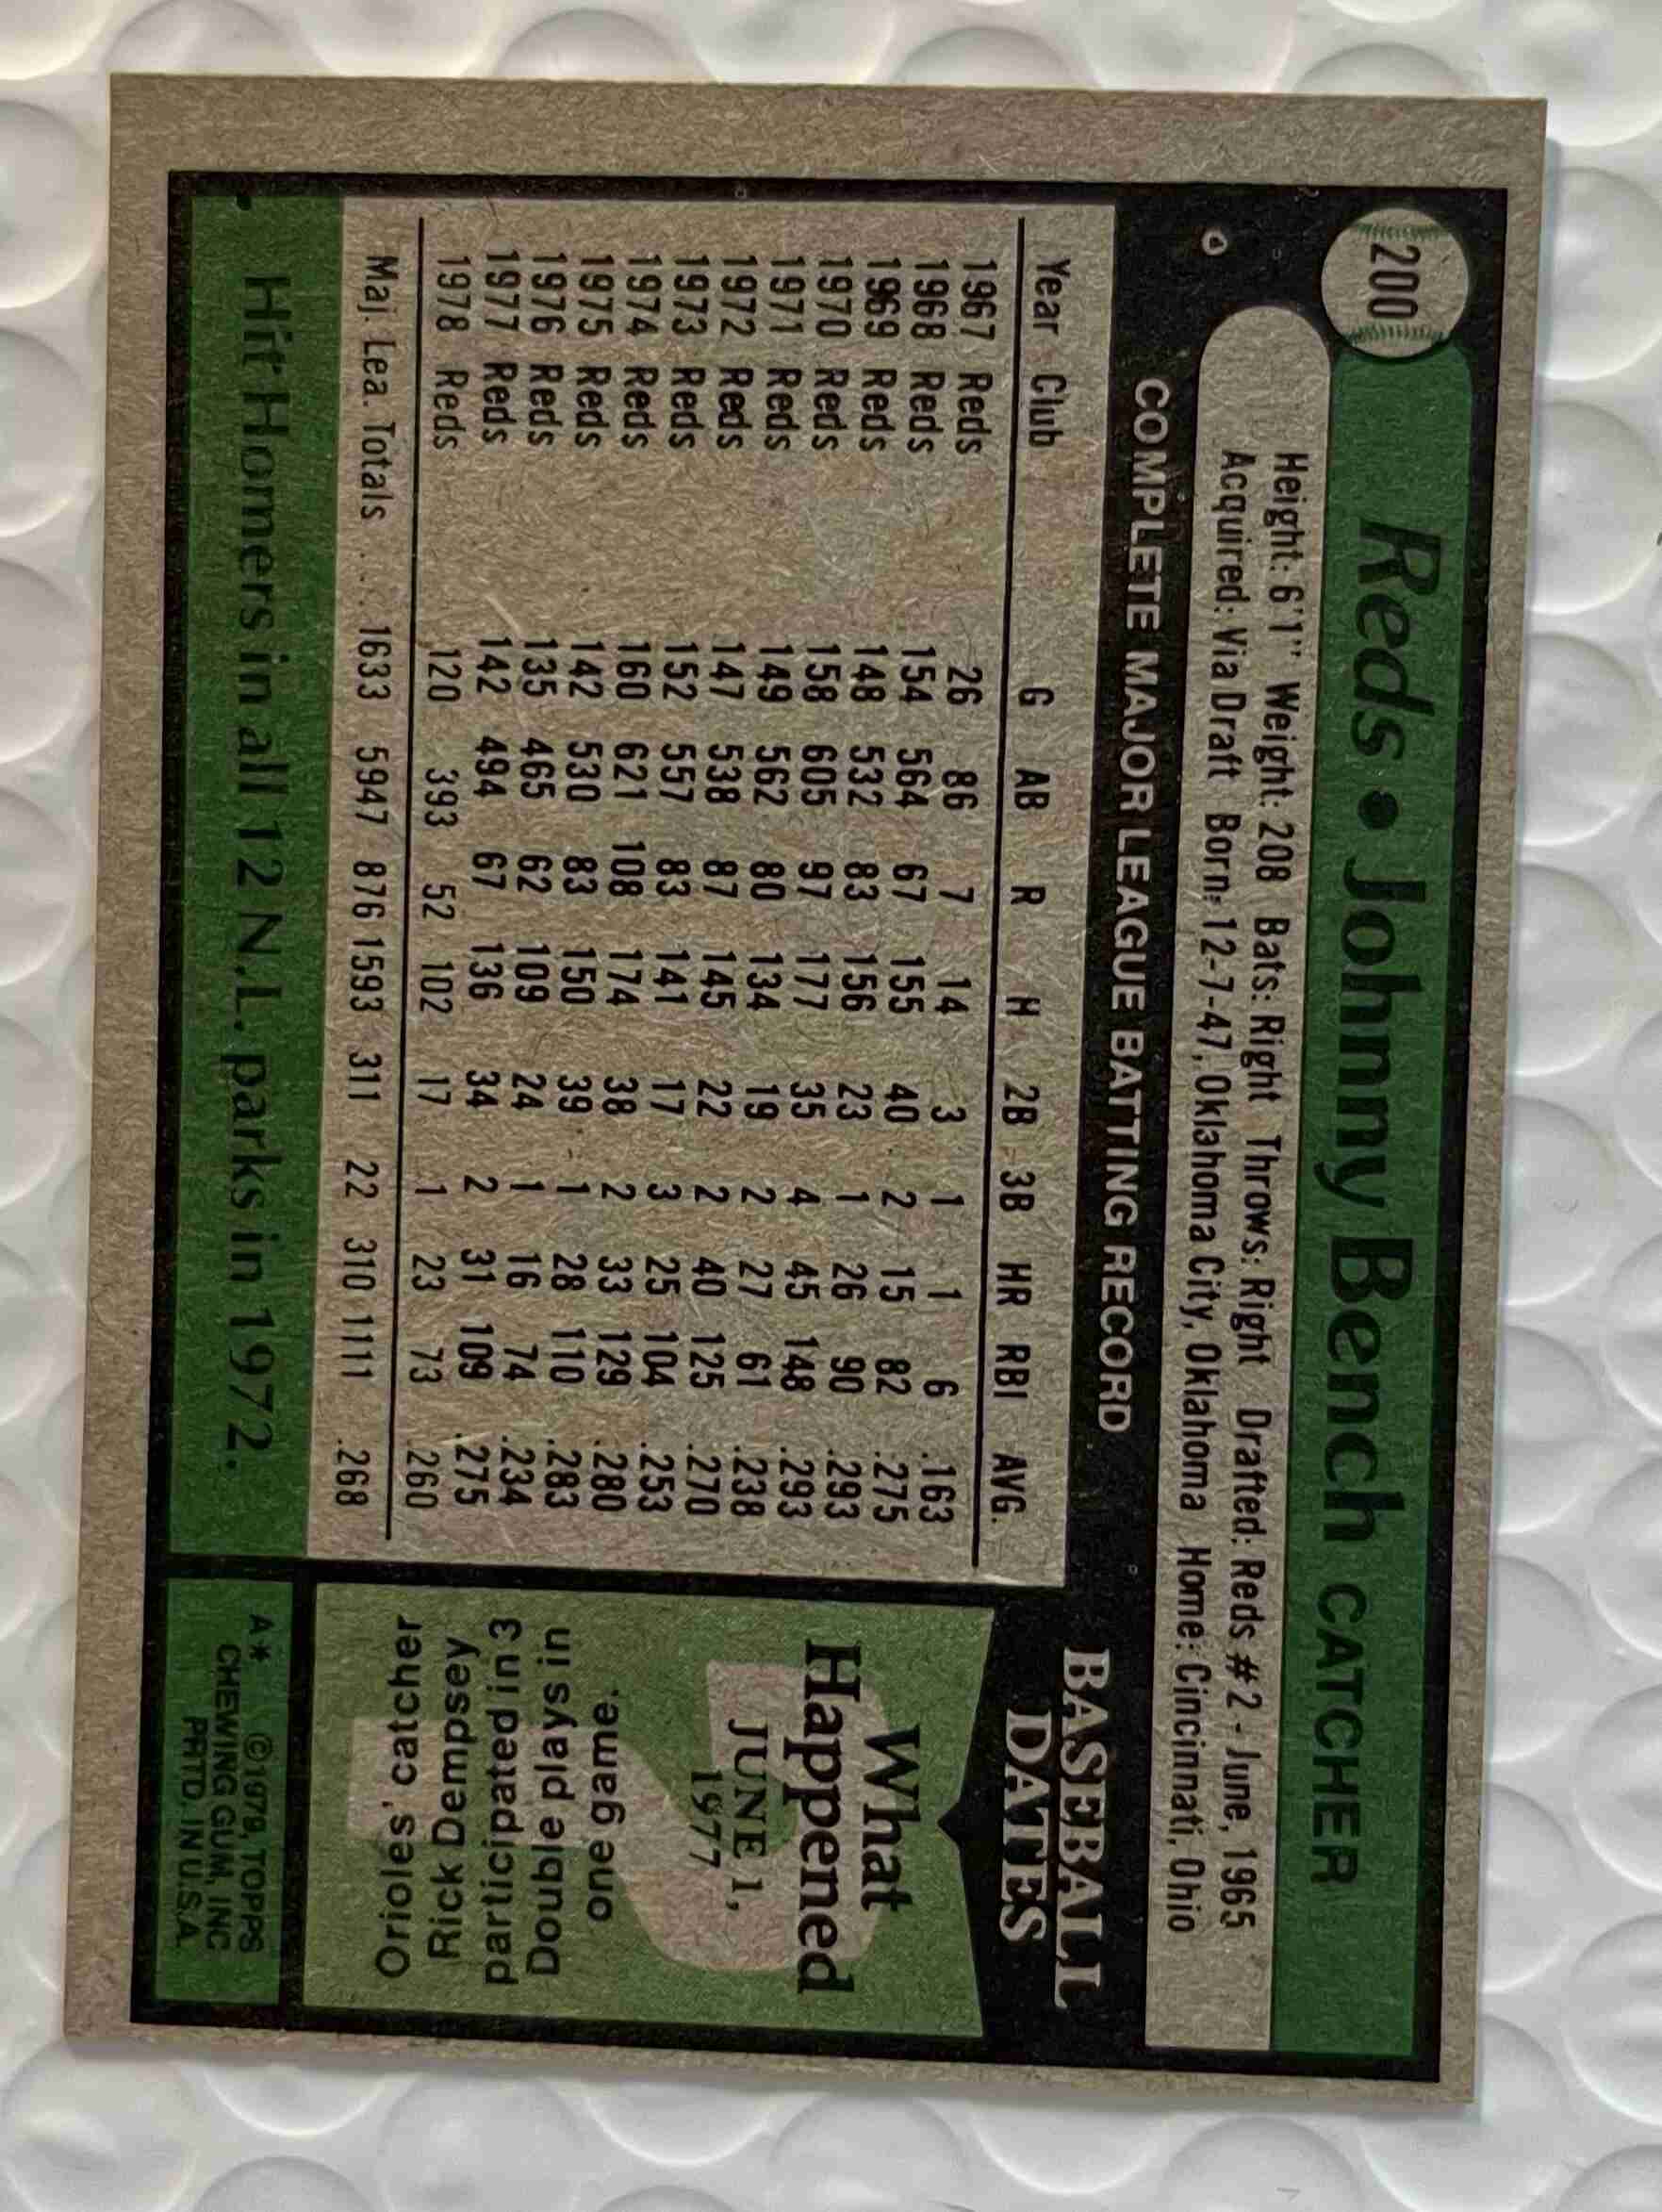 200
Reds • Johnny Bench CATCHER
Height: 6'1" Weight: 208 Bats: Right Throws: Right Drafted: Reds #2 - June, 1965
Acquired: Via Draft Born: 12-7-47, Oklahoma City, Oklahoma Home: Cincinnati, Ohio
COMPLETE MAJOR LEAGUE BATTING RECORD
Year Club G AB R H 2B 3B HR RBI AVG.
1967 Reds 26 86 7 14 3 1 1 6 .163
1968 Reds 154 564 67 155 40 2 15 82 .275
1969 Reds 148 532 83 156 23 1 26 90 .293
1970 Reds 158 605 97 177 35 4 45 148 .293
1971 Reds 149 562 80 134 19 2 27 61 .238
1972 Reds 147 538 87 145 22 2 40 125 .270
1973 Reds 152 557 83 141 17 3 25 104 .253
1974 Reds 160 621 108 174 38 2 33 129 .280
1975 Reds 142 530 83 150 39 1 28 110 .283
1976 Reds 135 465 62 109 24 1 16 74 .234
1977 Reds 142 494 67 136 34 2 31 109 .275
1978 Reds 120 393 52 102 17 1 23 73 .260
Maj. Lea. Totals . . . 1633 5947 876 1593 311 22 310 1111 .268
Hit Homers in all 12 N.L. parks in 1972.
BASEBALL
DATES
What
Happened
JUNE 1,
1977
Orioles' catcher
Rick Dempsey
participated in 3
Double plays in
one game.
A* ©1979, TOPPS
CHEWING GUM, INC
PRTD. IN U.S.A.